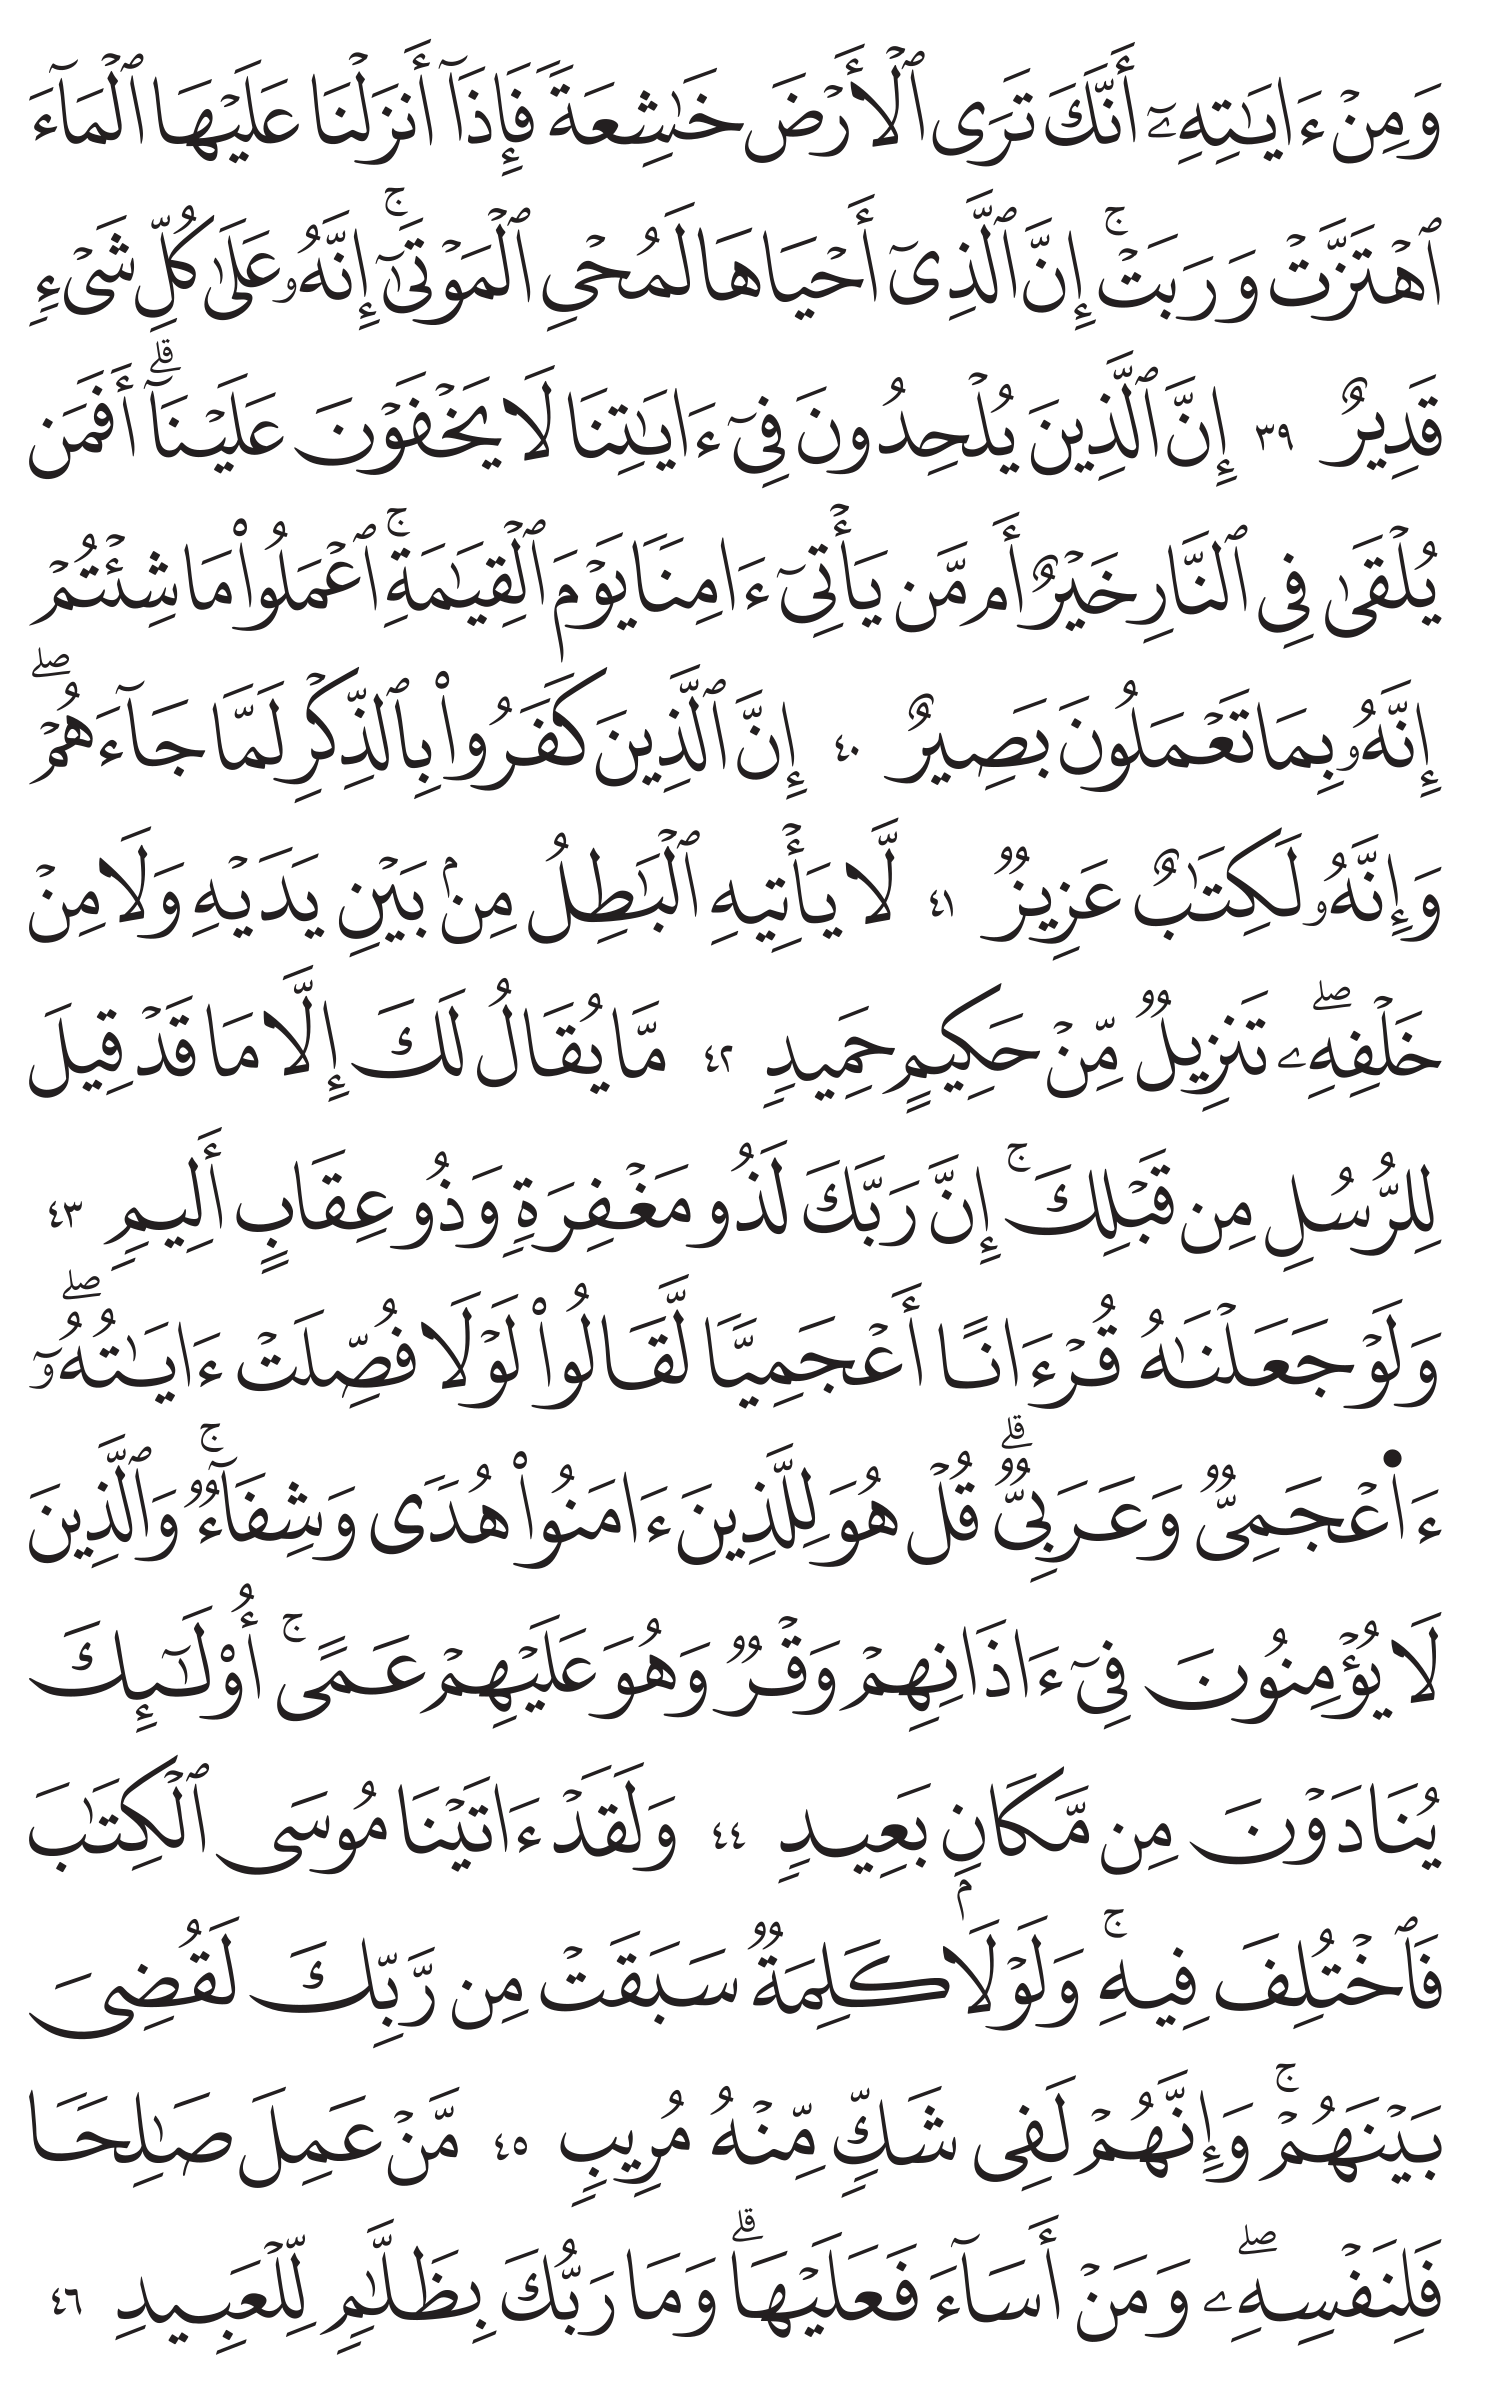 وَمِنْ ءَايَـٰتِهِۦٓ أَنَّكَ تَرَى ٱلْأَرْضَ خَـٰشِعَةً فَإِذَآ أَنزَلْنَا عَلَيْهَا ٱلْمَآءَ
ٱهْتَزَّتْ وَرَبَتْ ۚ إِنَّ ٱلَّذِىٓ أَحْيَاهَا لَمُحْىِ ٱلْمَوْتَىٰٓ ۚ إِنَّهُۥ عَلَىٰ كُلِّ شَىْءٍ
قَدِيرٌ ٣٩ إِنَّ ٱلَّذِينَ يُلْحِدُونَ فِىٓ ءَايَـٰتِنَا لَا يَخْفَوْنَ عَلَيْنَآ ۗ أَفَمَن
يُلْقَىٰ فِى ٱلنَّارِ خَيْرٌ أَم مَّن يَأْتِىٓ ءَامِنًا يَوْمَ ٱلْقِيَـٰمَةِ ۚ ٱعْمَلُوا۟ مَا شِئْتُمْ
إِنَّهُۥ بِمَا تَعْمَلُونَ بَصِيرٌ ٤٠ إِنَّ ٱلَّذِينَ كَفَرُوا۟ بِٱلذِّكْرِ لَمَّا جَآءَهُمْ ۖ
وَإِنَّهُۥ لَكِتَـٰبٌ عَزِيزٌ ٤١ لَّا يَأْتِيهِ ٱلْبَـٰطِلُ مِنۢ بَيْنِ يَدَيْهِ وَلَا مِنْ
خَلْفِهِۦ ۖ تَنزِيلٌ مِّنْ حَكِيمٍ حَمِيدٍ ٤٢ مَّا يُقَالُ لَكَ إِلَّا مَا قَدْ قِيلَ
لِلرُّسُلِ مِن قَبْلِكَ ۚ إِنَّ رَبَّكَ لَذُو مَغْفِرَةٍ وَذُو عِقَابٍ أَلِيمٍ ٤٣
وَلَوْ جَعَلْنَـٰهُ قُرْءَانًا أَعْجَمِيًّا لَّقَالُوا۟ لَوْلَا فُصِّلَتْ ءَايَـٰتُهُۥٓ ۖ
ءَا۬عْجَمِىٌّ وَعَرَبِىٌّ ۗ قُلْ هُوَ لِلَّذِينَ ءَامَنُوا۟ هُدًى وَشِفَآءٌ ۚ وَٱلَّذِينَ
لَا يُؤْمِنُونَ فِىٓ ءَاذَانِهِمْ وَقْرٌ وَهُوَ عَلَيْهِمْ عَمًى ۚ أُو۟لَـٰٓئِكَ
يُنَادَوْنَ مِن مَّكَانٍۭ بَعِيدٍ ٤٤ وَلَقَدْ ءَاتَيْنَا مُوسَى ٱلْكِتَـٰبَ
فَٱخْتُلِفَ فِيهِ ۚ وَلَوْلَا كَلِمَةٌ سَبَقَتْ مِن رَّبِّكَ لَقُضِىَ
بَيْنَهُمْ ۚ وَإِنَّهُمْ لَفِى شَكٍّ مِّنْهُ مُرِيبٍ ٤٥ مَّنْ عَمِلَ صَـٰلِحًا
فَلِنَفْسِهِۦ ۖ وَمَنْ أَسَآءَ فَعَلَيْهَا ۗ وَمَا رَبُّكَ بِظَلَّـٰمٍ لِّلْعَبِيدِ ٤٦